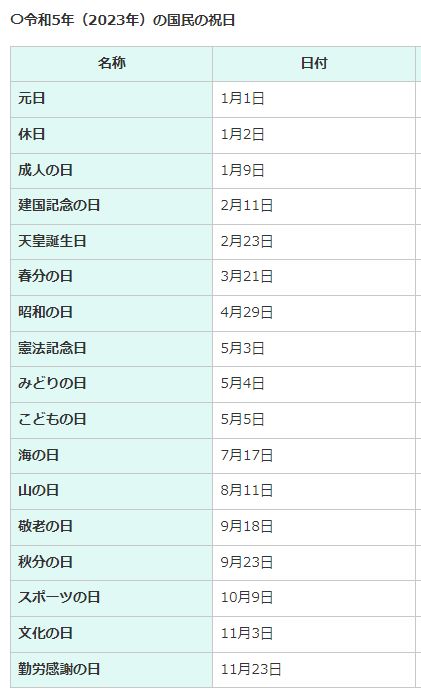 〇令和5年（2023年）の国民の祝日
名称 日付
元日 1月1日
休日 1月2日
成人の日 1月9日
建国記念の日 2月11日
天皇誕生日 2月23日
春分の日 3月21日
昭和の日 4月29日
憲法記念日 5月3日
みどりの日 5月4日
こどもの日 5月5日
海の日 7月17日
山の日 8月11日
敬老の日 9月18日
秋分の日 9月23日
スポーツの日 10月9日
文化の日 11月3日
勤労感謝の日 11月23日